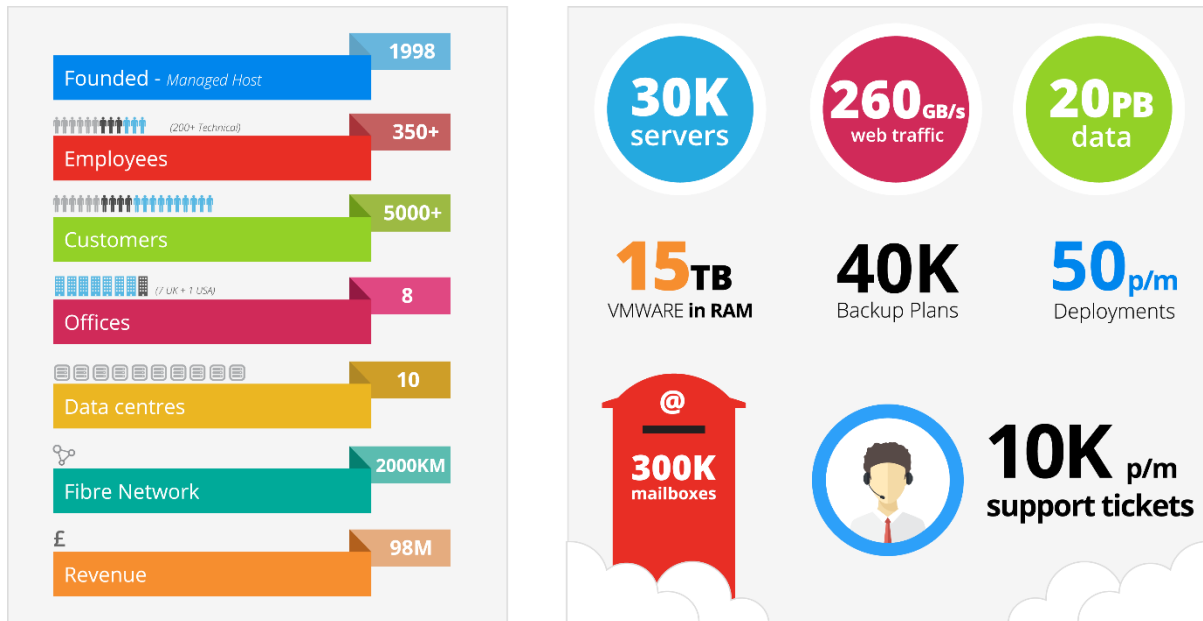 1998
Founded - Managed Host
(200+ Technical)
350+
Employees
5000+
Customers
(7 UK + 1 USA)
8
Offices
10
Data centres
2000KM
Fibre Network
£
98M
Revenue
30K
servers
260GB/s
web traffic
20PB
data
15TB
VMWARE in RAM
40K
Backup Plans
50p/m
Deployments
@
300K
mailboxes
10K p/m
support tickets